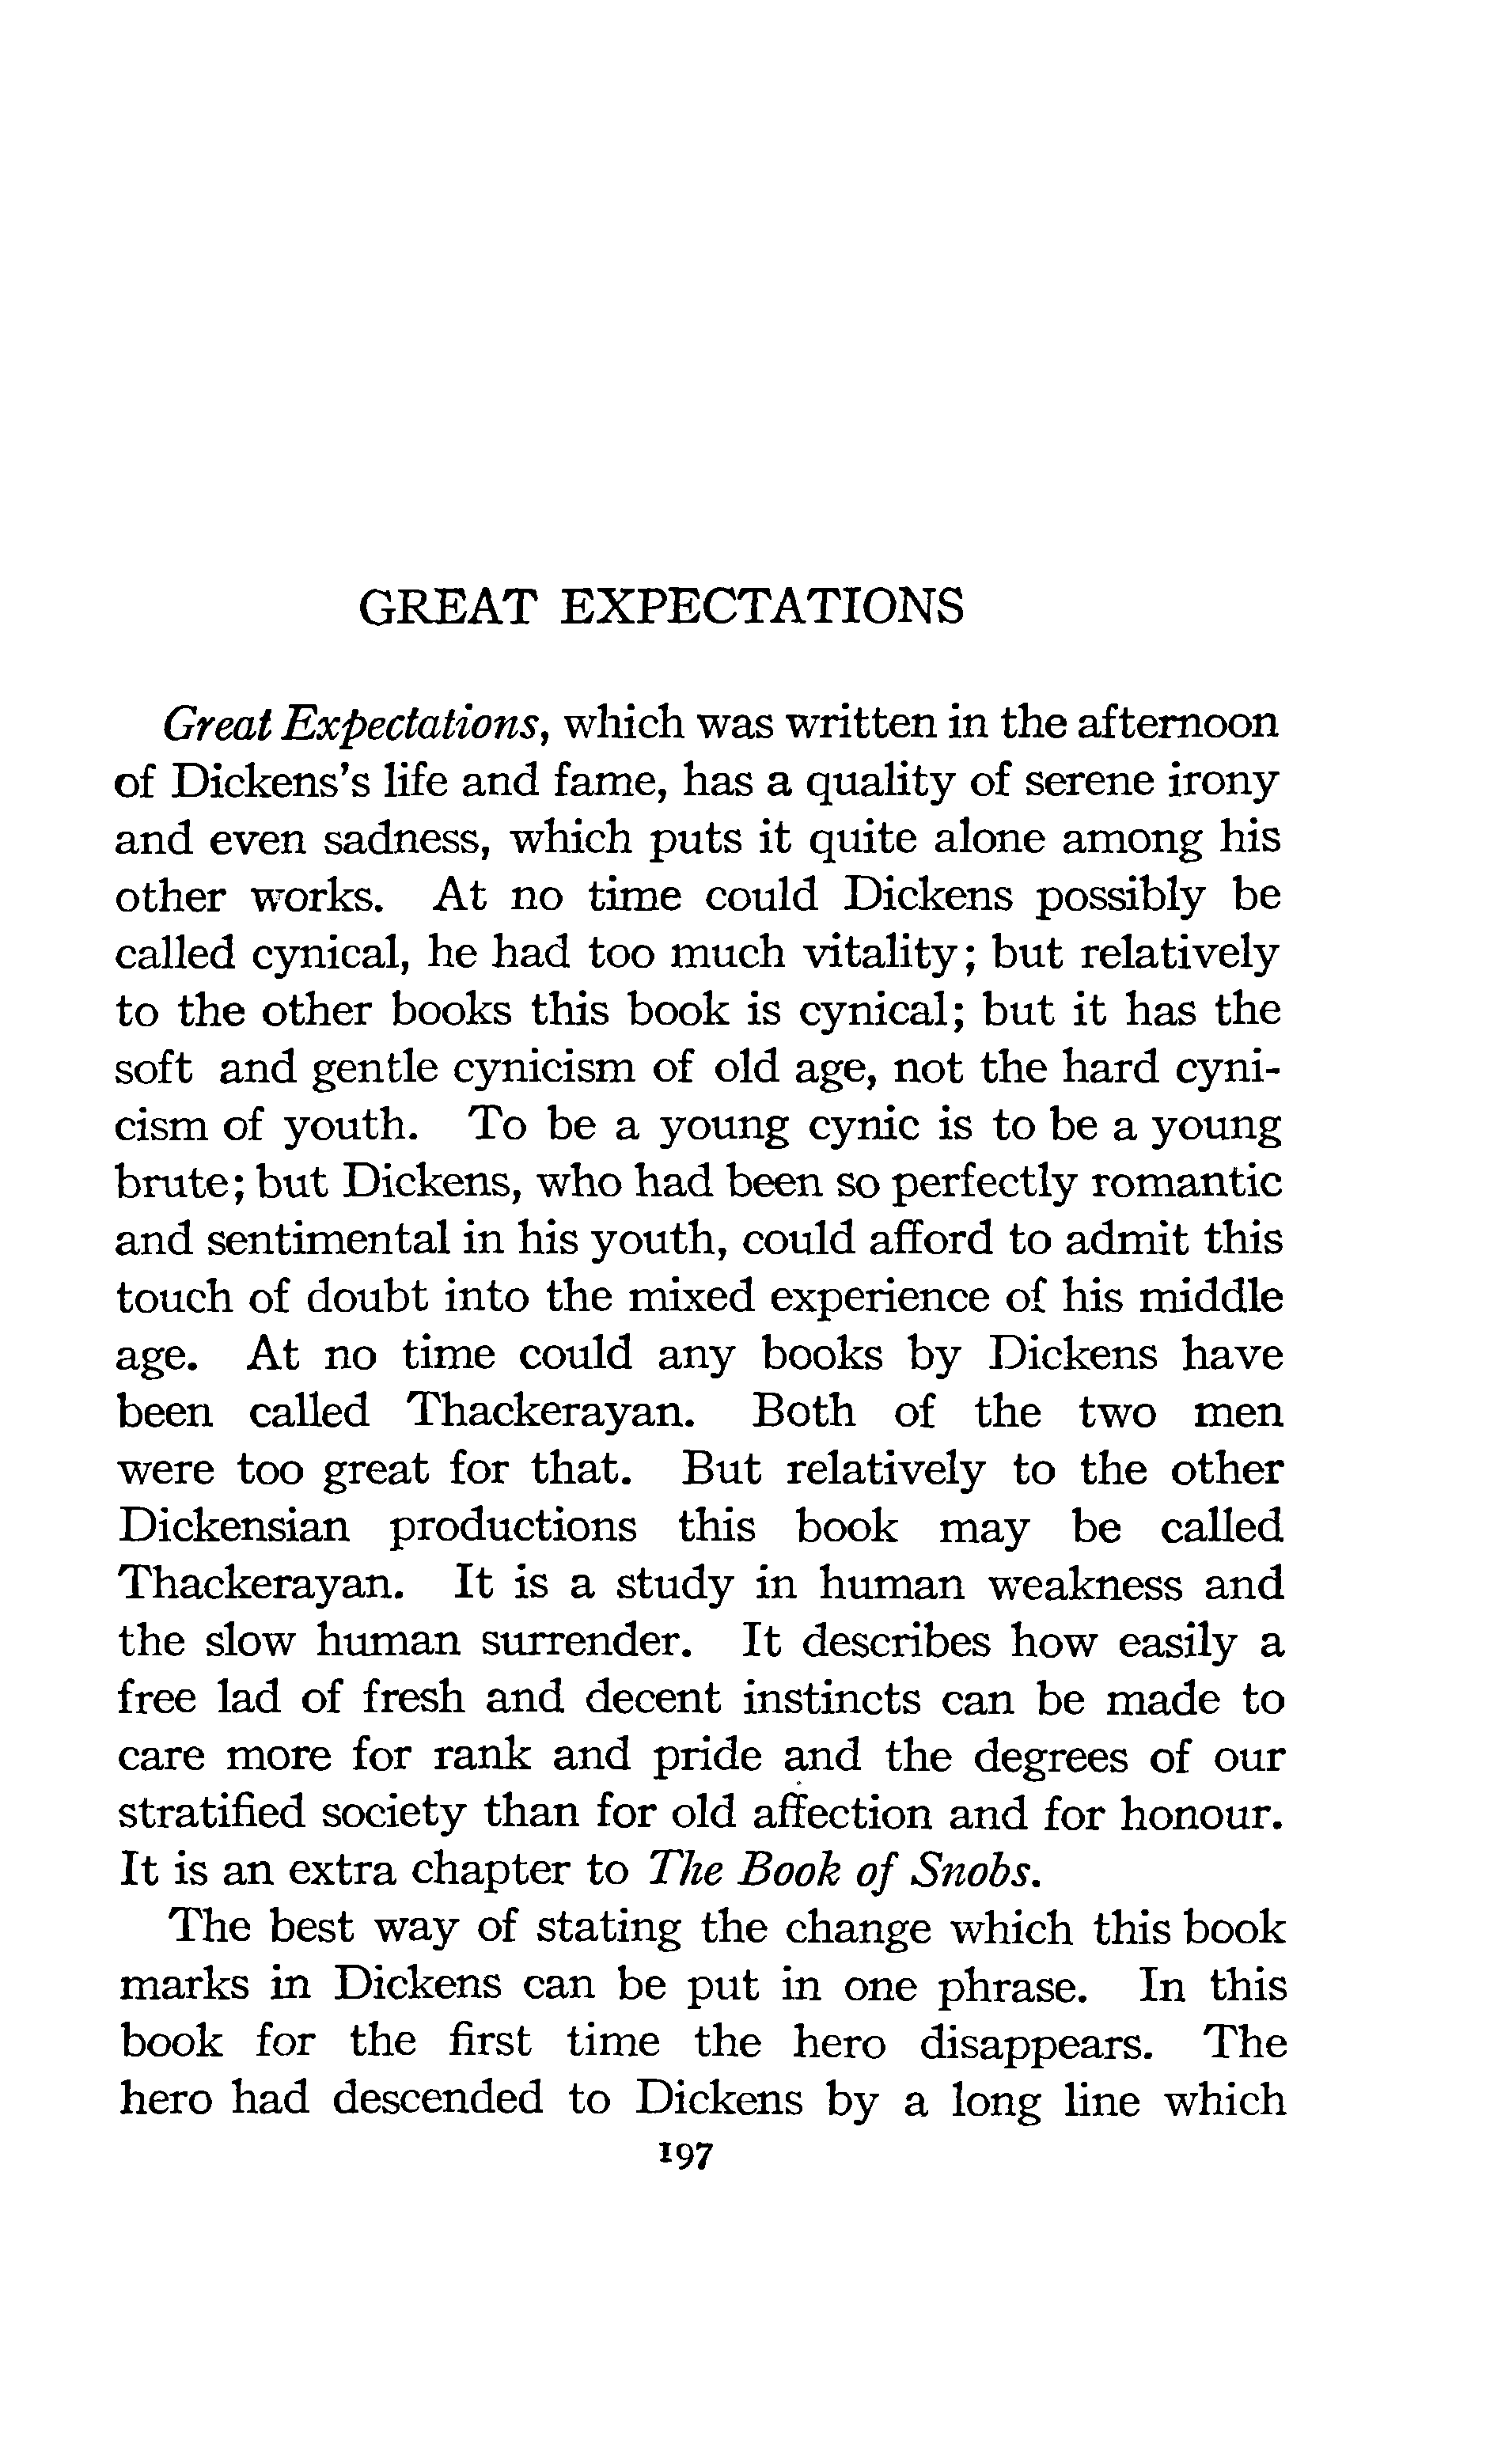 GREAT EXPECTATIONS
Great Expectations, which was written in the afternoon
of Dickens's life and fame, has a quality of serene irony
and even sadness, which puts it quite alone among his
other works. At no time could Dickens possibly be
called cynical, he had too much vitality; but relatively
to the other books this book is cynical; but it has the
soft and gentle cynicism of old age, not the hard cyni-
cism of youth. To be a young cynic is to be a young
brute; but Dickens, who had been so perfectly romantic
and sentimental in his youth, could afford to admit this
touch of doubt into the mixed experience of his middle
age. At no time could any books by Dickens have
been called Thackerayan. Both of the two men
were too great for that. But relatively to the other
Dickensian productions this book may be called
Thackerayan. It is a study in human weakness and
the slow human surrender. It describes how easily a
free lad of fresh and decent instincts can be made to
care more for rank and pride and the degrees of our
stratified society than for old affection and for honour.
It is an extra chapter to The Book of Snobs.
The best way of stating the change which this book
marks in Dickens can be put in one phrase. In this
book for the first time the hero disappears. The
hero had descended to Dickens by a long line which
197